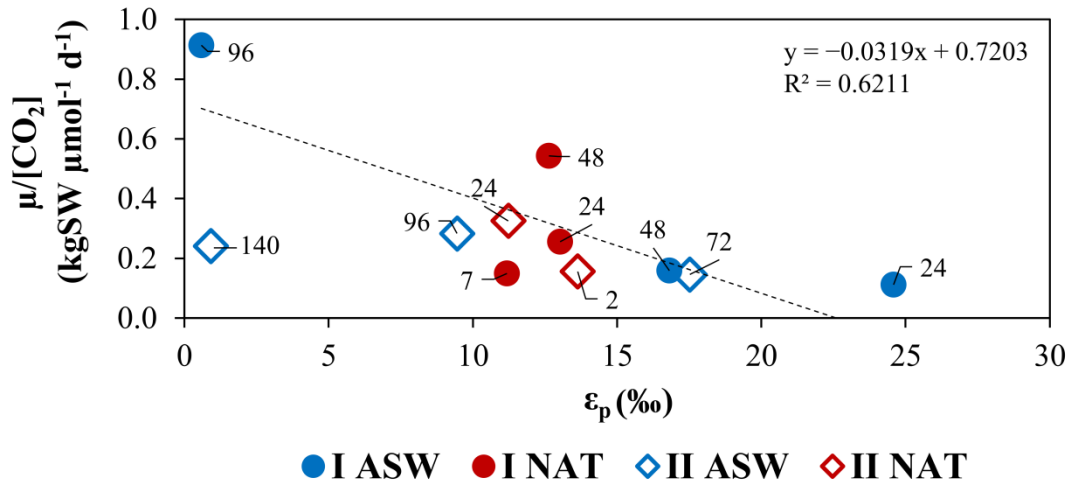 y = −0.0319x + 0.7203
R² = 0.6211
µ/[CO₂]
(kgSW µmol⁻¹ d⁻¹)
1.0
0.8
0.6
0.4
0.2
0.0
96
48
24
24
96
48
72
140
7
2
24
0 5 10 15 20 25 30
εₚ (‰)
I ASW I NAT II ASW II NAT